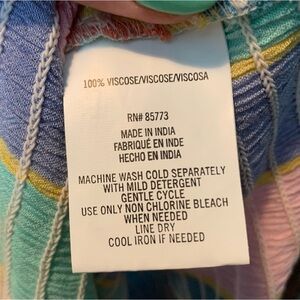 100% VISCOSE/VISCOSE/VISCOSA
RN# 85773
MADE IN INDIA
FABRIQUÉ EN INDE
HECHO EN INDIA
MACHINE WASH COLD SEPARATELY
WITH MILD DETERGENT
GENTLE CYCLE
USE ONLY NON CHLORINE BLEACH
WHEN NEEDED
LINE DRY
COOL IRON IF NEEDED